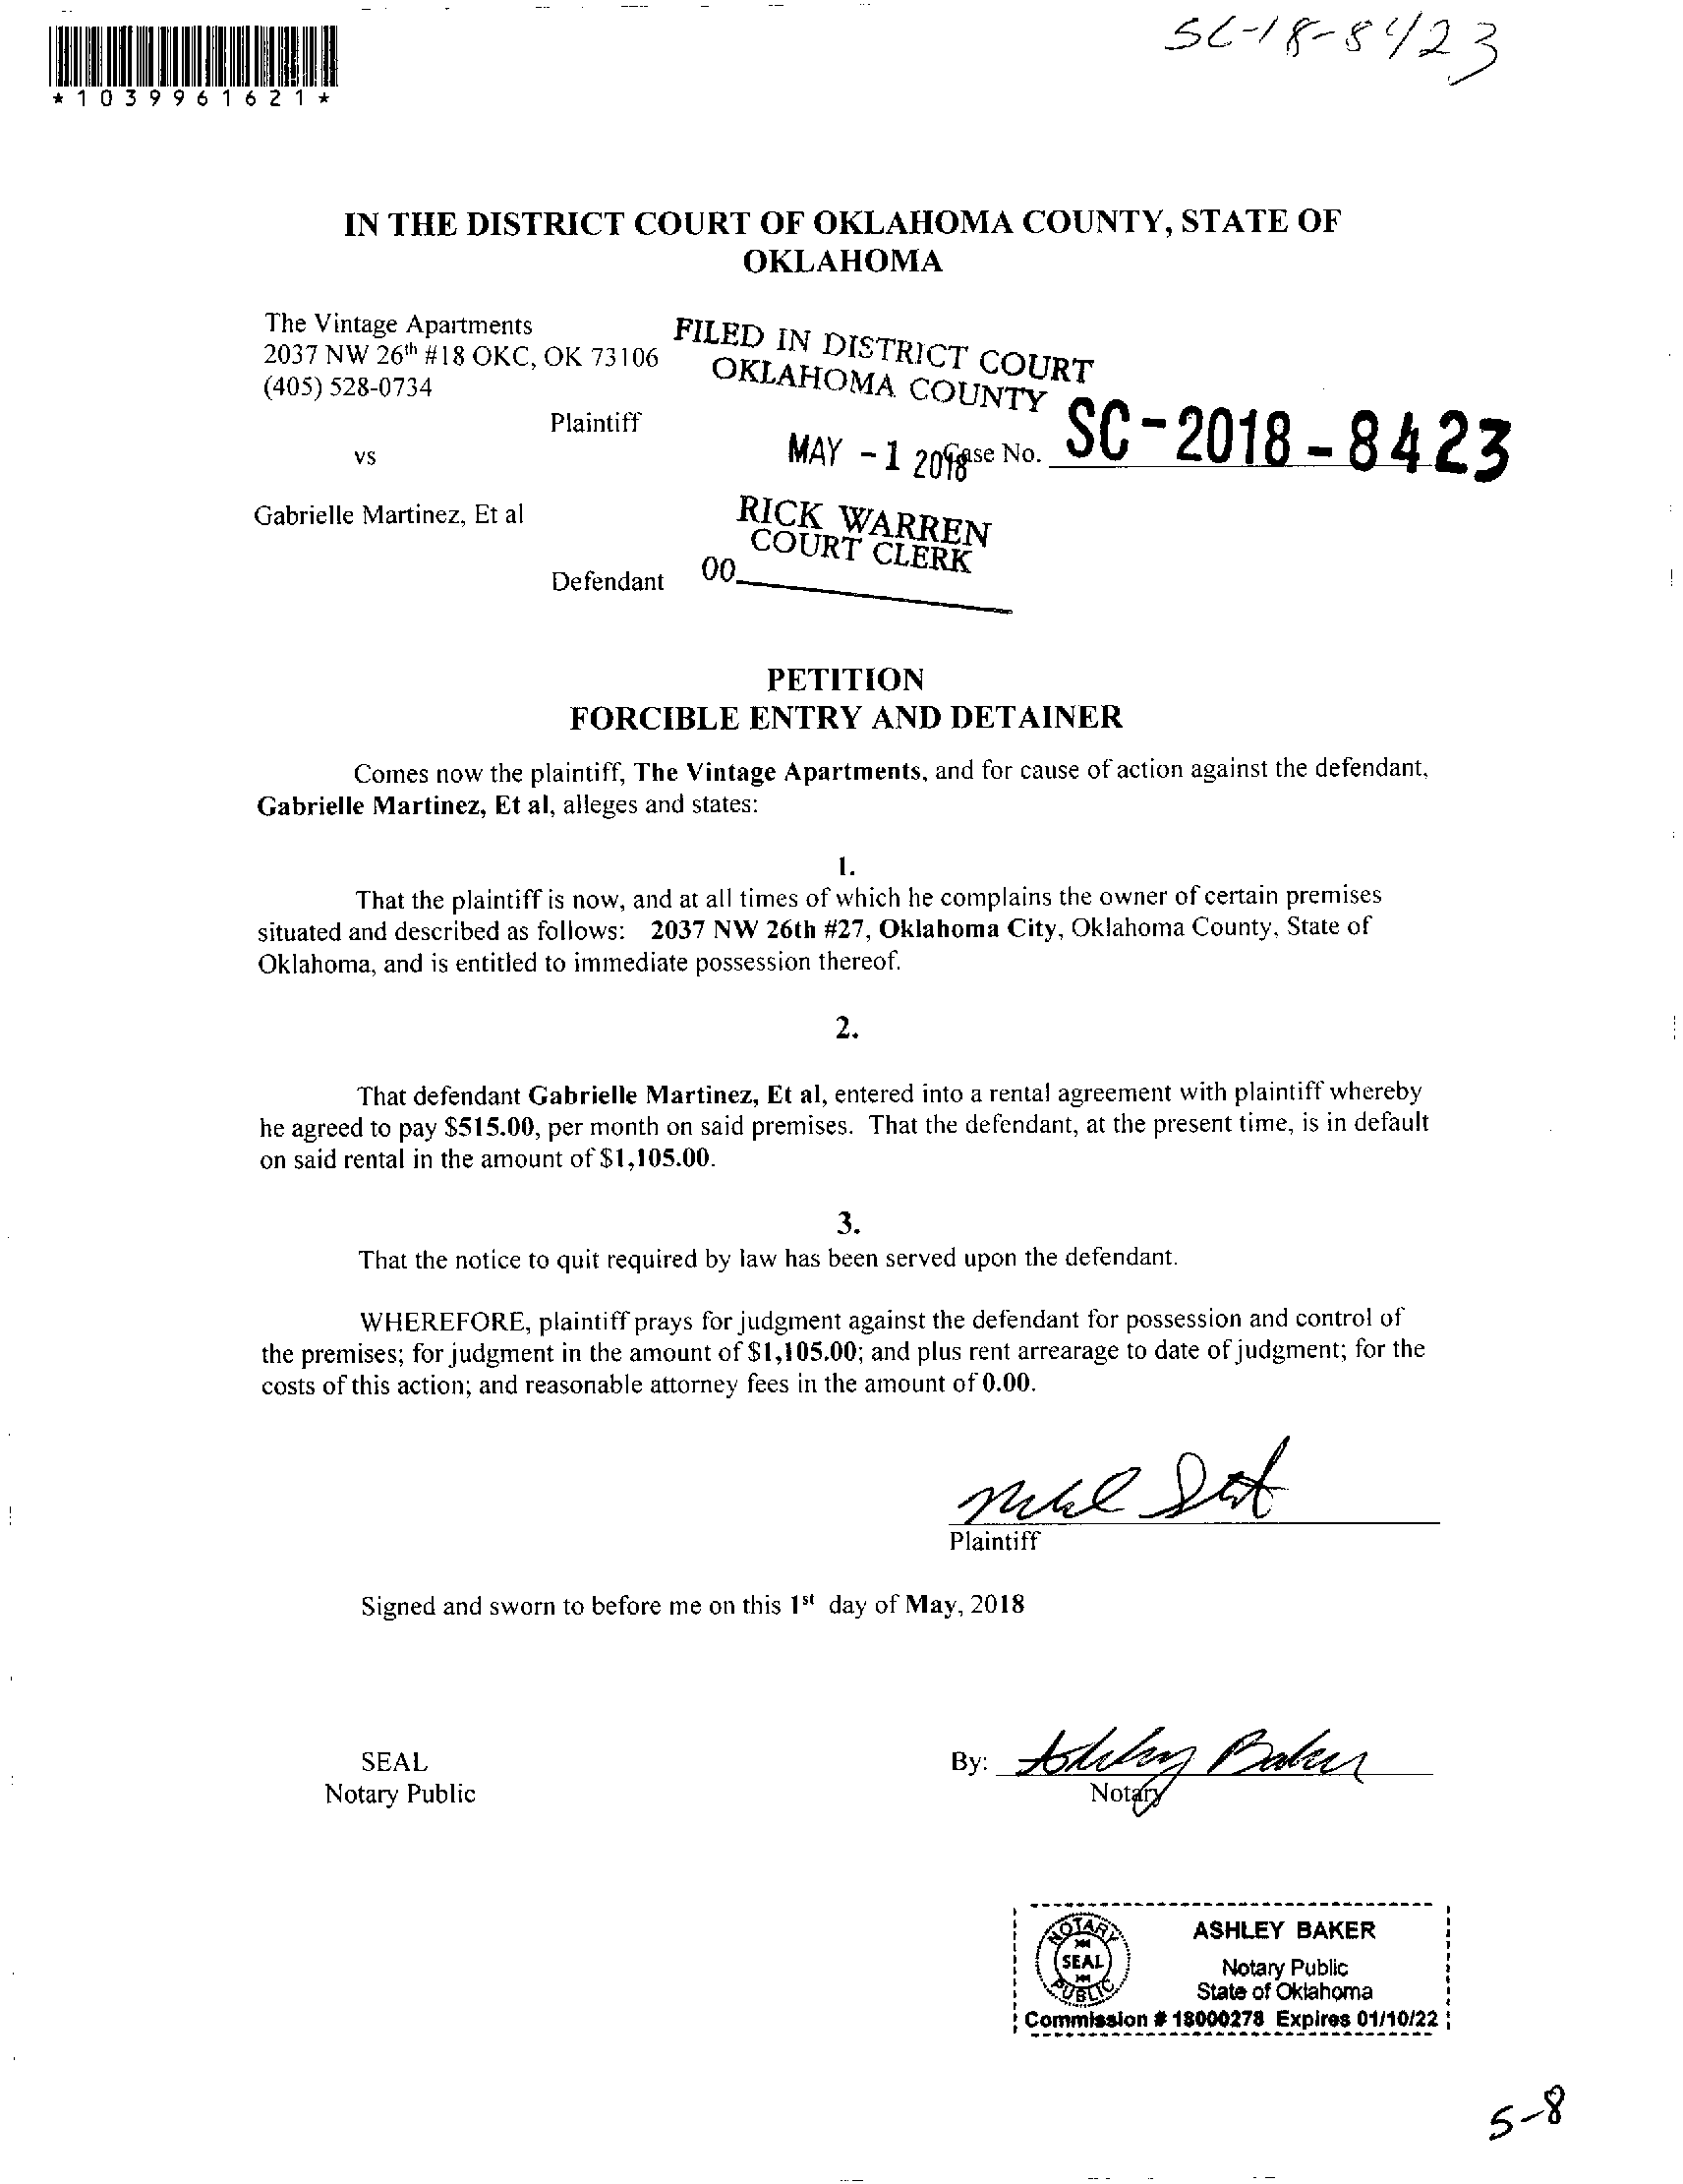 SC-18-8423
*1039961621*
IN THE DISTRICT COURT OF OKLAHOMA COUNTY, STATE OF
OKLAHOMA
The Vintage Apartments
2037 NW 26th #18 OKC, OK 73106
(405) 528-0734
Plaintiff
vs
Gabrielle Martinez, Et al
Defendant
FILED IN DISTRICT COURT
OKLAHOMA COUNTY
MAY - 1 2018
Case No. SC-2018-8423
RICK WARREN
COURT CLERK
00
PETITION
FORCIBLE ENTRY AND DETAINER
Comes now the plaintiff, The Vintage Apartments, and for cause of action against the defendant,
Gabrielle Martinez, Et al, alleges and states:
1.
That the plaintiff is now, and at all times of which he complains the owner of certain premises
situated and described as follows: 2037 NW 26th #27, Oklahoma City, Oklahoma County, State of
Oklahoma, and is entitled to immediate possession thereof.
2.
That defendant Gabrielle Martinez, Et al, entered into a rental agreement with plaintiff whereby
he agreed to pay $515.00, per month on said premises. That the defendant, at the present time, is in default
on said rental in the amount of $1,105.00.
3.
That the notice to quit required by law has been served upon the defendant.
WHEREFORE, plaintiff prays for judgment against the defendant for possession and control of
the premises; for judgment in the amount of $1,105.00; and plus rent arrearage to date of judgment; for the
costs of this action; and reasonable attorney fees in the amount of 0.00.
Plaintiff
Signed and sworn to before me on this 1st day of May, 2018
SEAL
Notary Public
By: Ashley Baker
Notary
NOTARY
SEAL
PUBLIC
ASHLEY BAKER
Notary Public
State of Oklahoma
Commission # 18000278 Expires 01/10/22
5-8